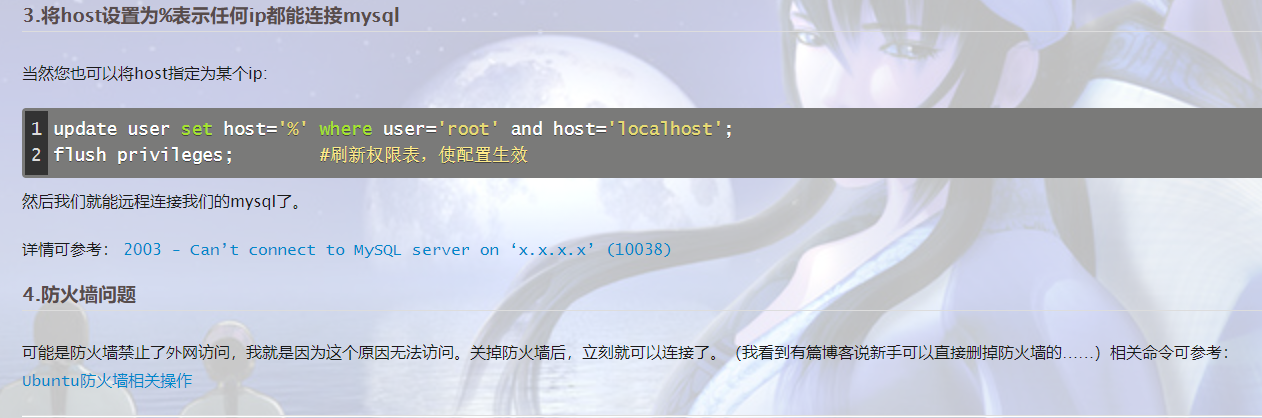 3.将host设置为%表示任何ip都能连接mysql
当然您也可以将host指定为某个ip:
1 update user set host='%' where user='root' and host='localhost';
2 flush privileges;        #刷新权限表，使配置生效
然后我们就能远程连接我们的mysql了。
详情可参考： 2003 - Can’t connect to MySQL server on ‘x.x.x.x’ (10038)
4.防火墙问题
可能是防火墙禁止了外网访问，我就是因为这个原因无法访问。关掉防火墙后，立刻就可以连接了。（我看到有篇博客说新手可以直接删掉防火墙的……）相关命令可参考：
Ubuntu防火墙相关操作